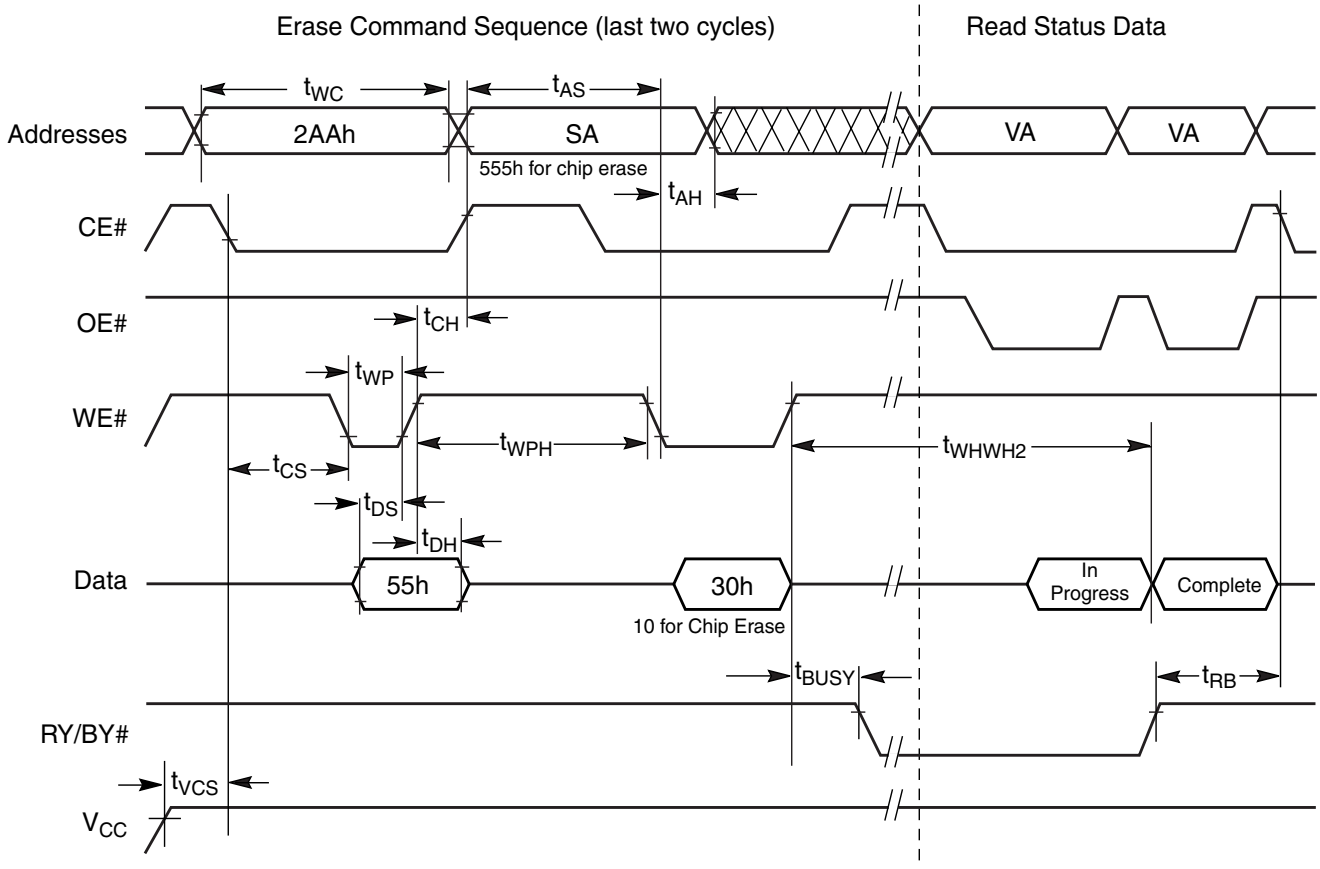 Erase Command Sequence (last two cycles)
Read Status Data
tWC
tAS
Addresses
2AAh
SA
VA
VA
555h for chip erase
tAH
CE#
OE#
tCH
tWP
WE#
tWPH
tWHWH2
tCS
tDS
tDH
Data
55h
30h
In
Progress
Complete
10 for Chip Erase
tBUSY
tRB
RY/BY#
tVCS
VCC